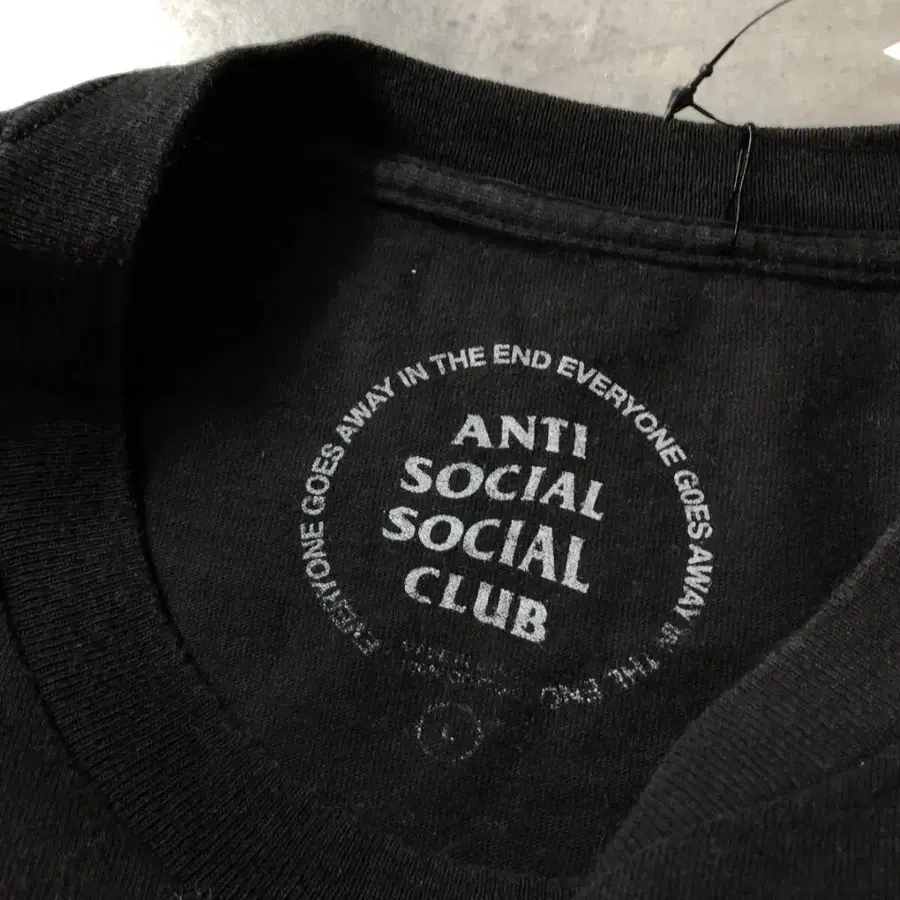 EVERYONE GOES AWAY IN THE END EVERYONE GOES AWAY IN THE END
ANTI
SOCIAL
SOCIAL
CLUB
L